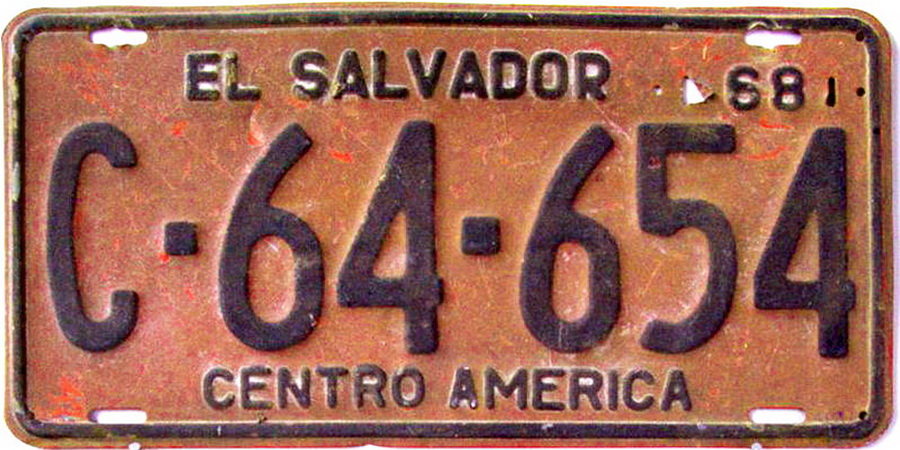 EL SALVADOR 68
C-64-654
CENTRO AMERICA